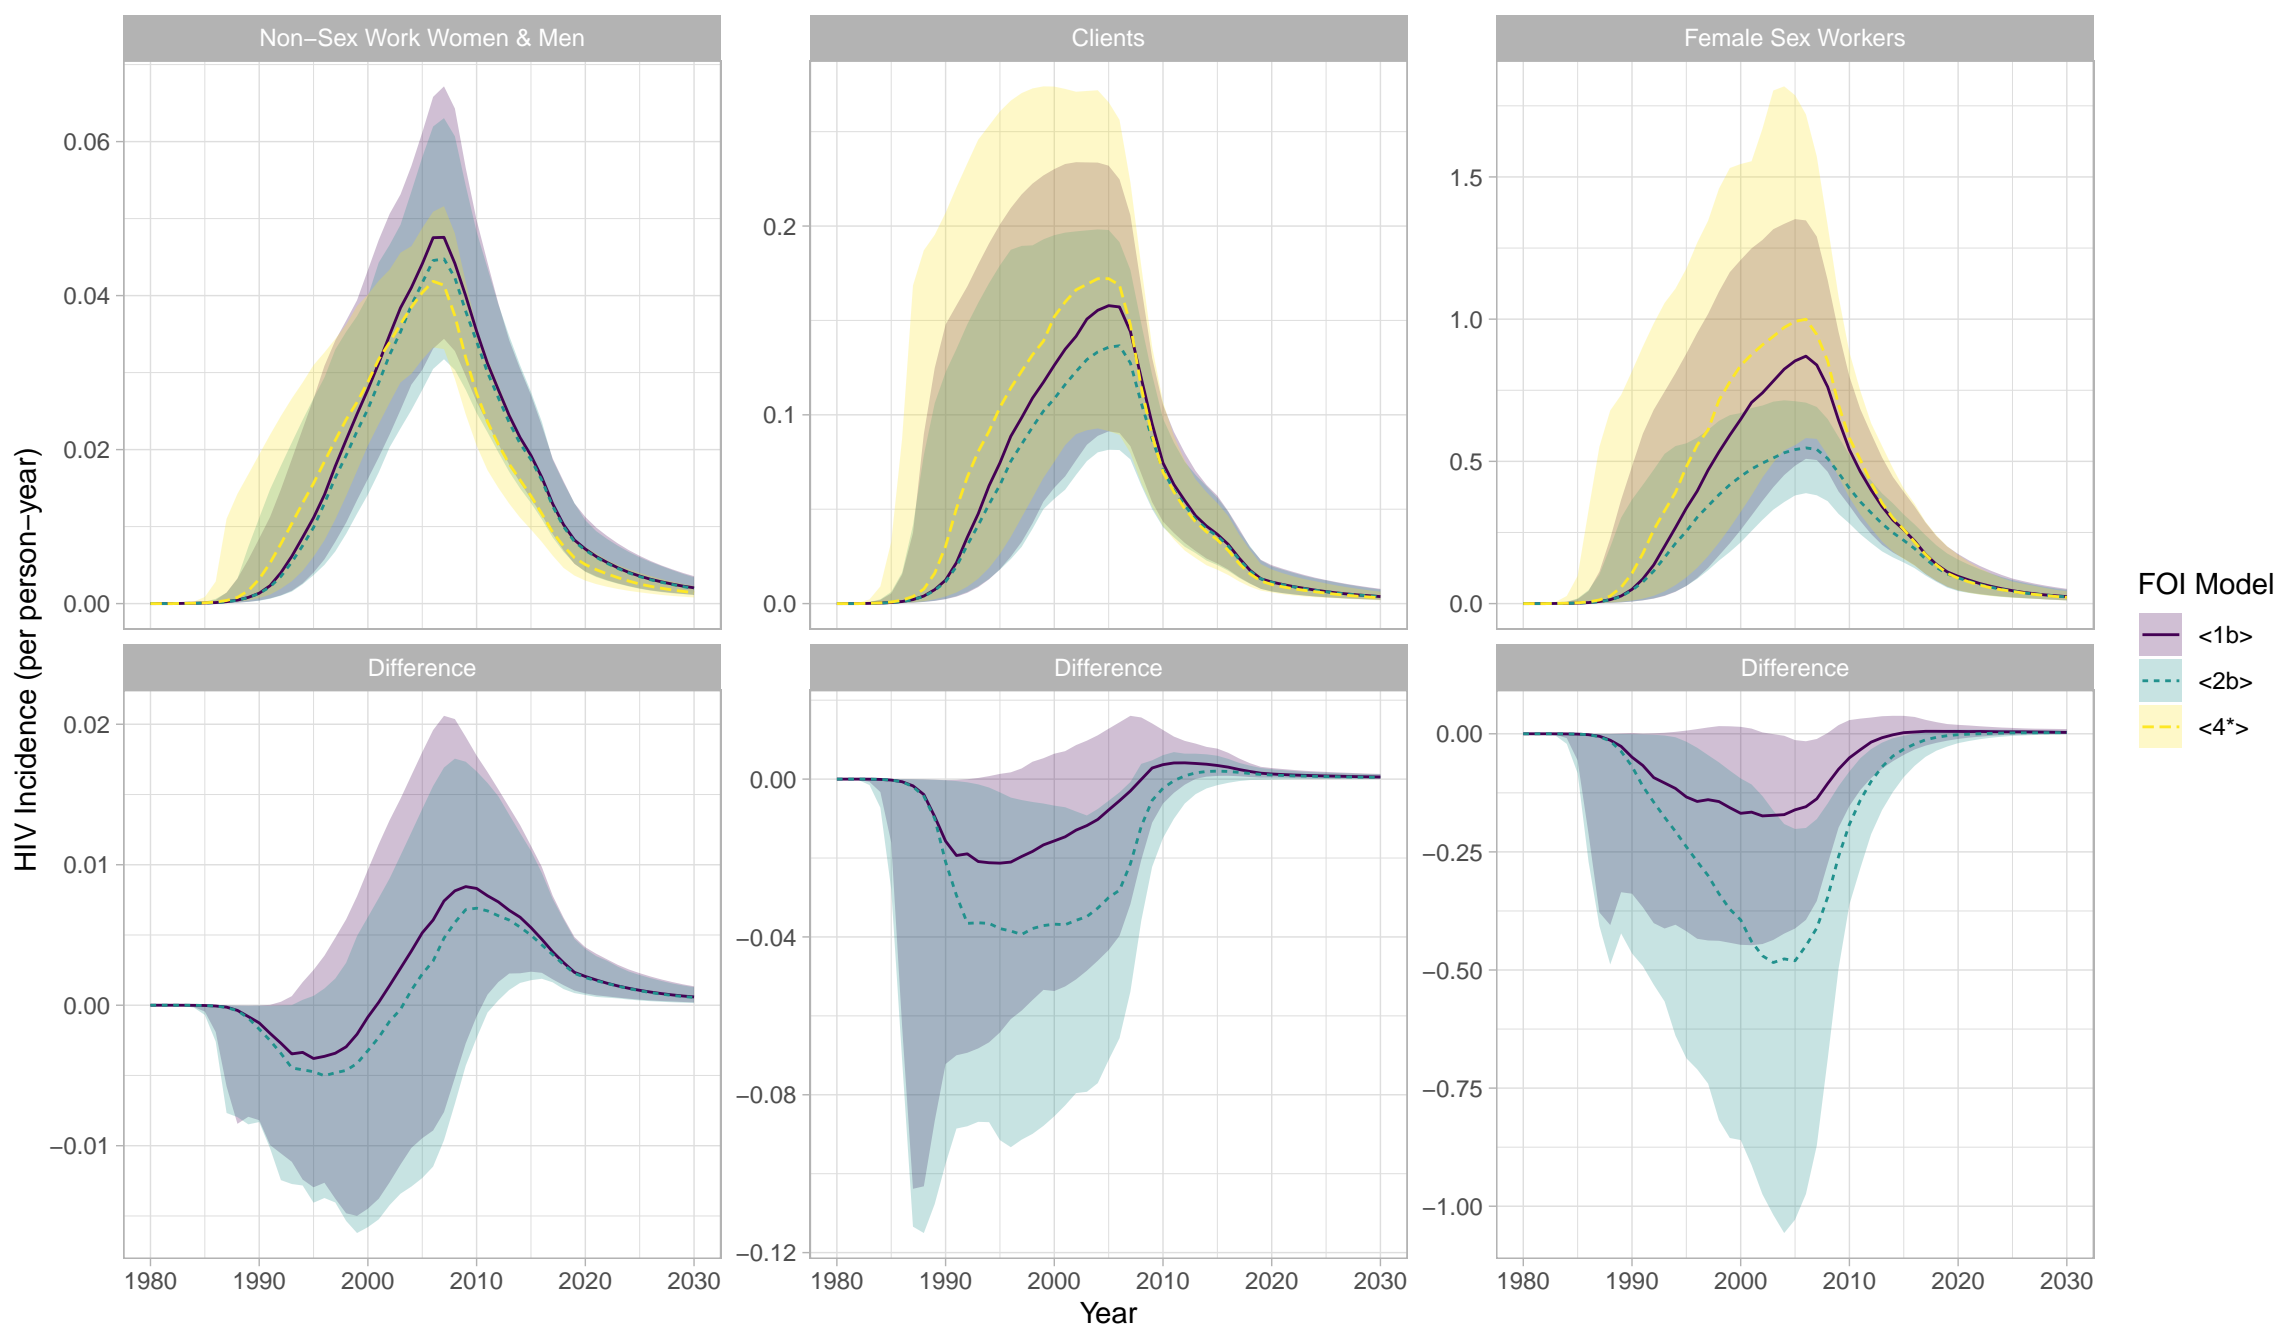 Non−Sex Work Women & Men
Clients
Female Sex Workers
0.06
0.04
0.02
0.00
0.2
0.1
0.0
1.5
1.0
0.5
0.0
HIV Incidence (per person−year)
Difference
Difference
Difference
0.02
0.01
0.00
−0.01
0.00
−0.04
−0.08
−0.12
0.00
−0.25
−0.50
−0.75
−1.00
1980 1990 2000 2010 2020 2030
1980 1990 2000 2010 2020 2030
1980 1990 2000 2010 2020 2030
Year
FOI Model
<1b>
<2b>
<4*>